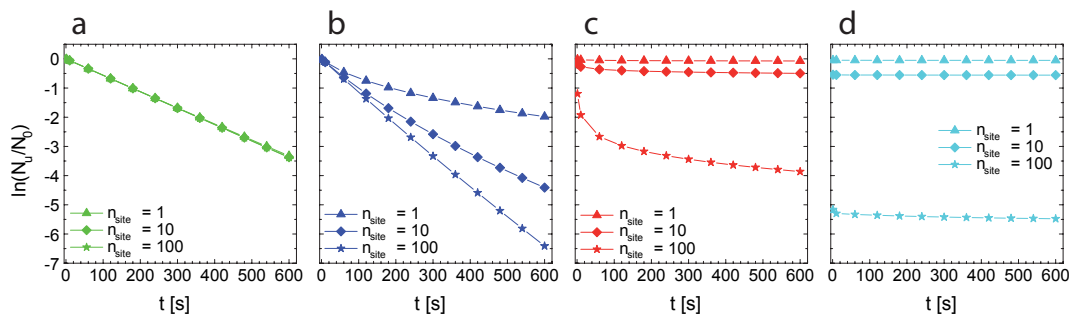 a
b
c
d
0 100 200 300 400 500 600
0 100 200 300 400 500 600
0 100 200 300 400 500 600
0 100 200 300 400 500 600
0
-1
-2
-3
-4
-5
-6
-7
ln(N_u/N_0)
n_site = 1
n_site = 10
n_site = 100
n_site = 1
n_site = 10
n_site = 100
n_site = 1
n_site = 10
n_site = 100
n_site = 1
n_site = 10
n_site = 100
t [s]
t [s]
t [s]
t [s]